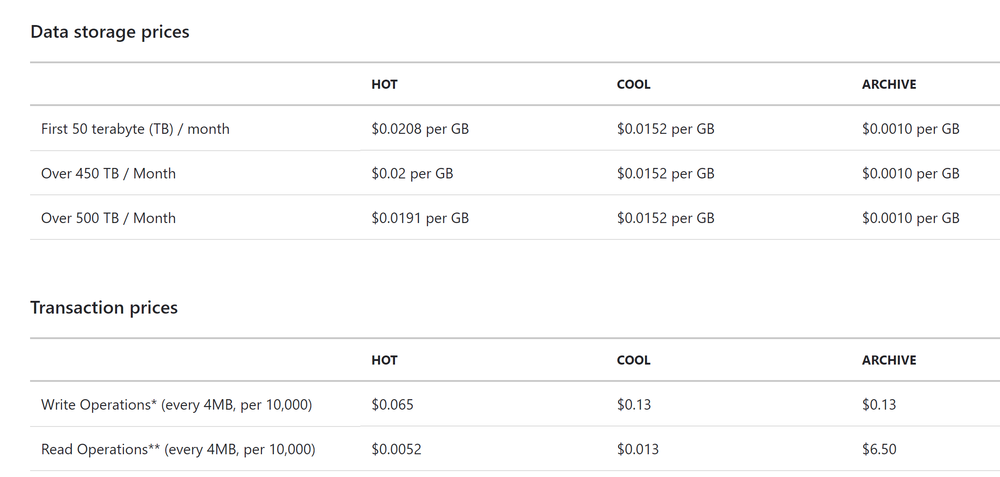 Data storage prices
HOT COOL ARCHIVE
First 50 terabyte (TB) / month $0.0208 per GB $0.0152 per GB $0.0010 per GB
Over 450 TB / Month $0.02 per GB $0.0152 per GB $0.0010 per GB
Over 500 TB / Month $0.0191 per GB $0.0152 per GB $0.0010 per GB
Transaction prices
HOT COOL ARCHIVE
Write Operations* (every 4MB, per 10,000) $0.065 $0.13 $0.13
Read Operations** (every 4MB, per 10,000) $0.0052 $0.013 $6.50